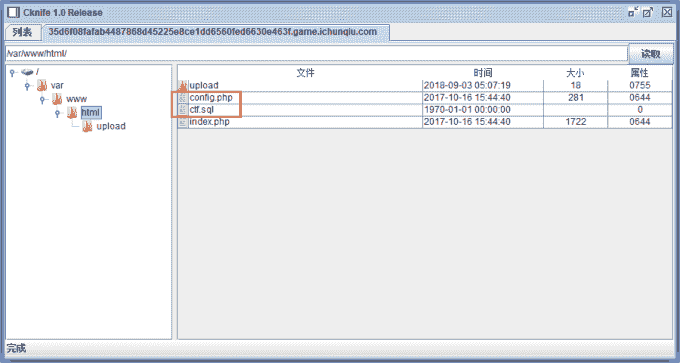 Cknife 1.0 Release
列表 35d6f08fafab4487868d45225e8ce1dd6560fed6630e463f.game.ichunqiu.com
/var/www/html/ 读取
/
var
www
html
upload
文件 时间 大小 属性
upload 2018-09-03 05:07:19 18 0755
config.php 2017-10-16 15:44:40 281 0644
ctf.sql 1970-01-01 00:00:00 0
index.php 2017-10-16 15:44:40 1722 0644
完成